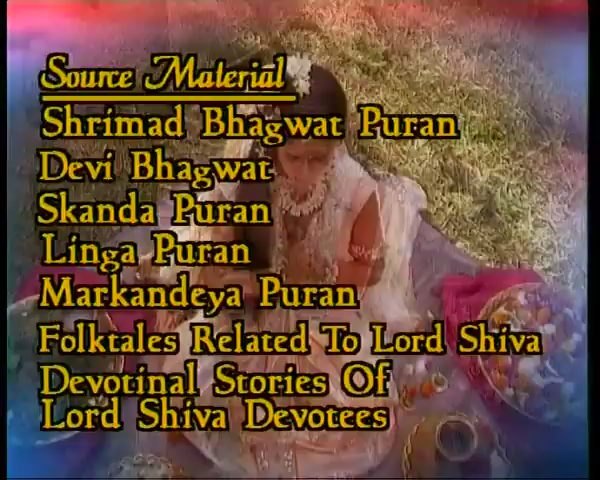 Source Material
Shrimad Bhagwat Puran
Devi Bhagwat
Skanda Puran
Linga Puran
Markandeya Puran
Folktales Related To Lord Shiva
Devotinal Stories Of
Lord Shiva Devotees